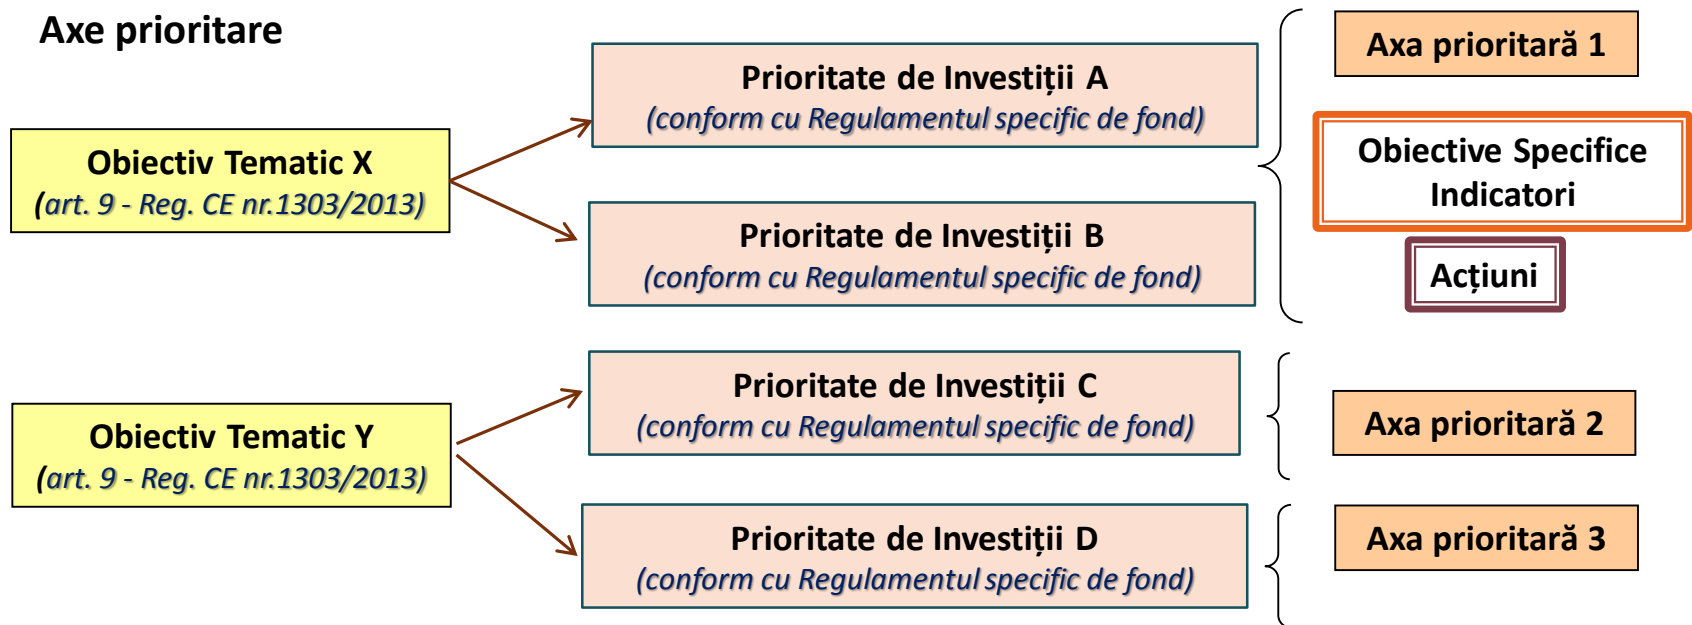 Axe prioritare
Obiectiv Tematic X
(art. 9 - Reg. CE nr.1303/2013)
Prioritate de Investiții A
(conform cu Regulamentul specific de fond)
Prioritate de Investiții B
(conform cu Regulamentul specific de fond)
Axa prioritară 1
Obiective Specifice
Indicatori
Acțiuni
Obiectiv Tematic Y
(art. 9 - Reg. CE nr.1303/2013)
Prioritate de Investiții C
(conform cu Regulamentul specific de fond)
Axa prioritară 2
Prioritate de Investiții D
(conform cu Regulamentul specific de fond)
Axa prioritară 3